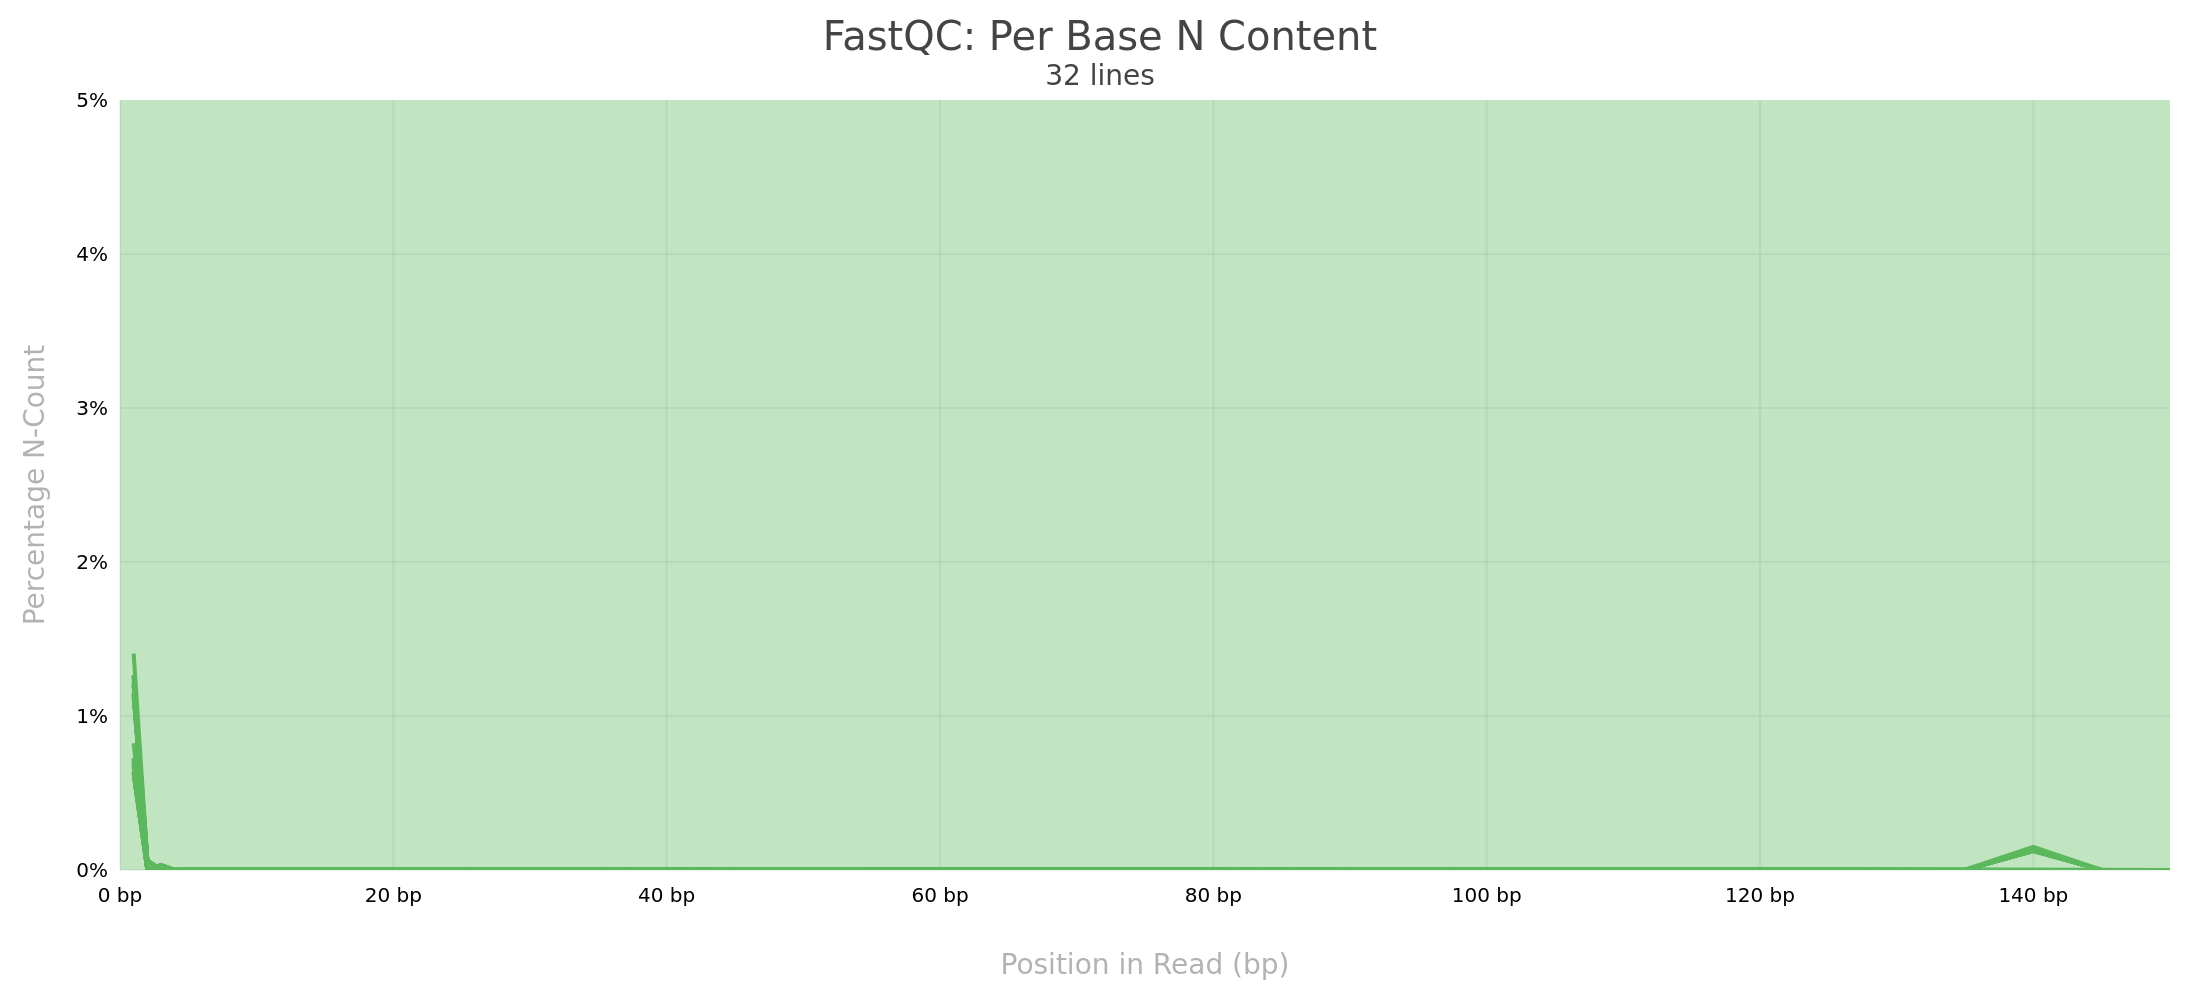 FastQC: Per Base N Content
32 lines
5%
4%
3%
2%
1%
0%
Percentage N-Count
0 bp
20 bp
40 bp
60 bp
80 bp
100 bp
120 bp
140 bp
Position in Read (bp)